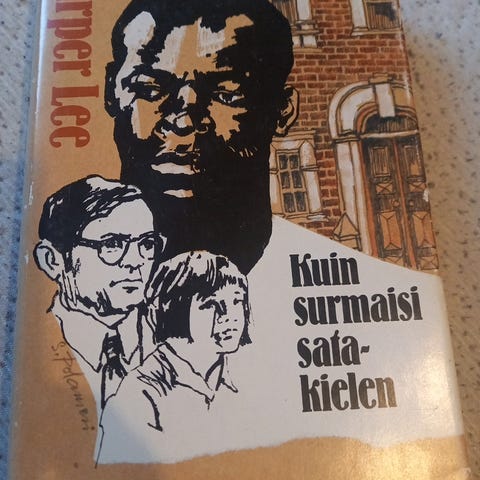 rper Lee
Kuin
surmaisi
sata-
kielen